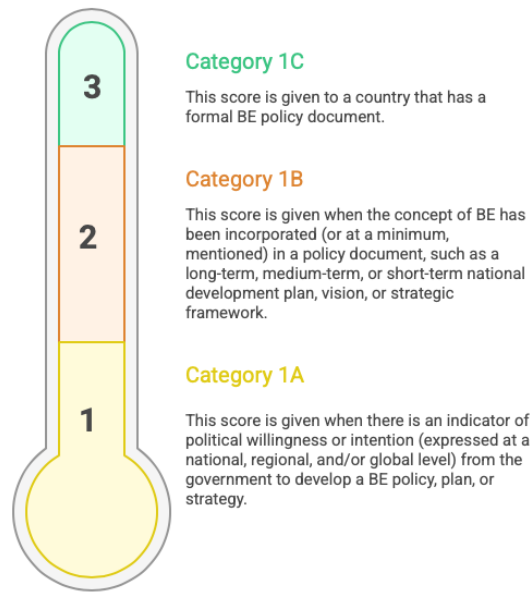 3
Category 1C
This score is given to a country that has a
formal BE policy document.
2
Category 1B
This score is given when the concept of BE has
been incorporated (or at a minimum,
mentioned) in a policy document, such as a
long-term, medium-term, or short-term national
development plan, vision, or strategic
framework.
1
Category 1A
This score is given when there is an indicator of
political willingness or intention (expressed at a
national, regional, and/or global level) from the
government to develop a BE policy, plan, or
strategy.